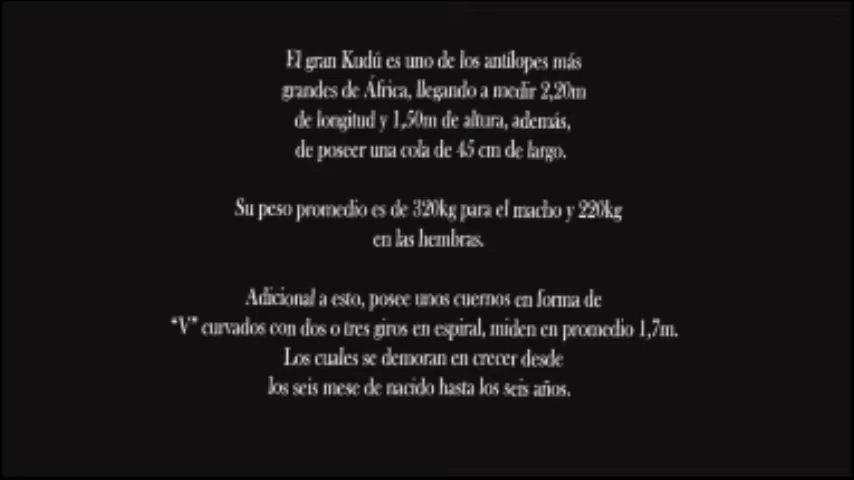 El gran Kudú es uno de los antílopes más
grandes de África, llegando a medir 2,20m
de longitud y 1,50m de altura, además,
de poseer una cola de 45 cm de largo.
Su peso promedio es de 320kg para el macho y 220kg
en las hembras.
Adicional a esto, posee unos cuernos en forma de
“V” curvados con dos o tres giros en espiral, miden en promedio 1,7m.
Los cuales se demoran en crecer desde
los seis mese de nacido hasta los seis años.